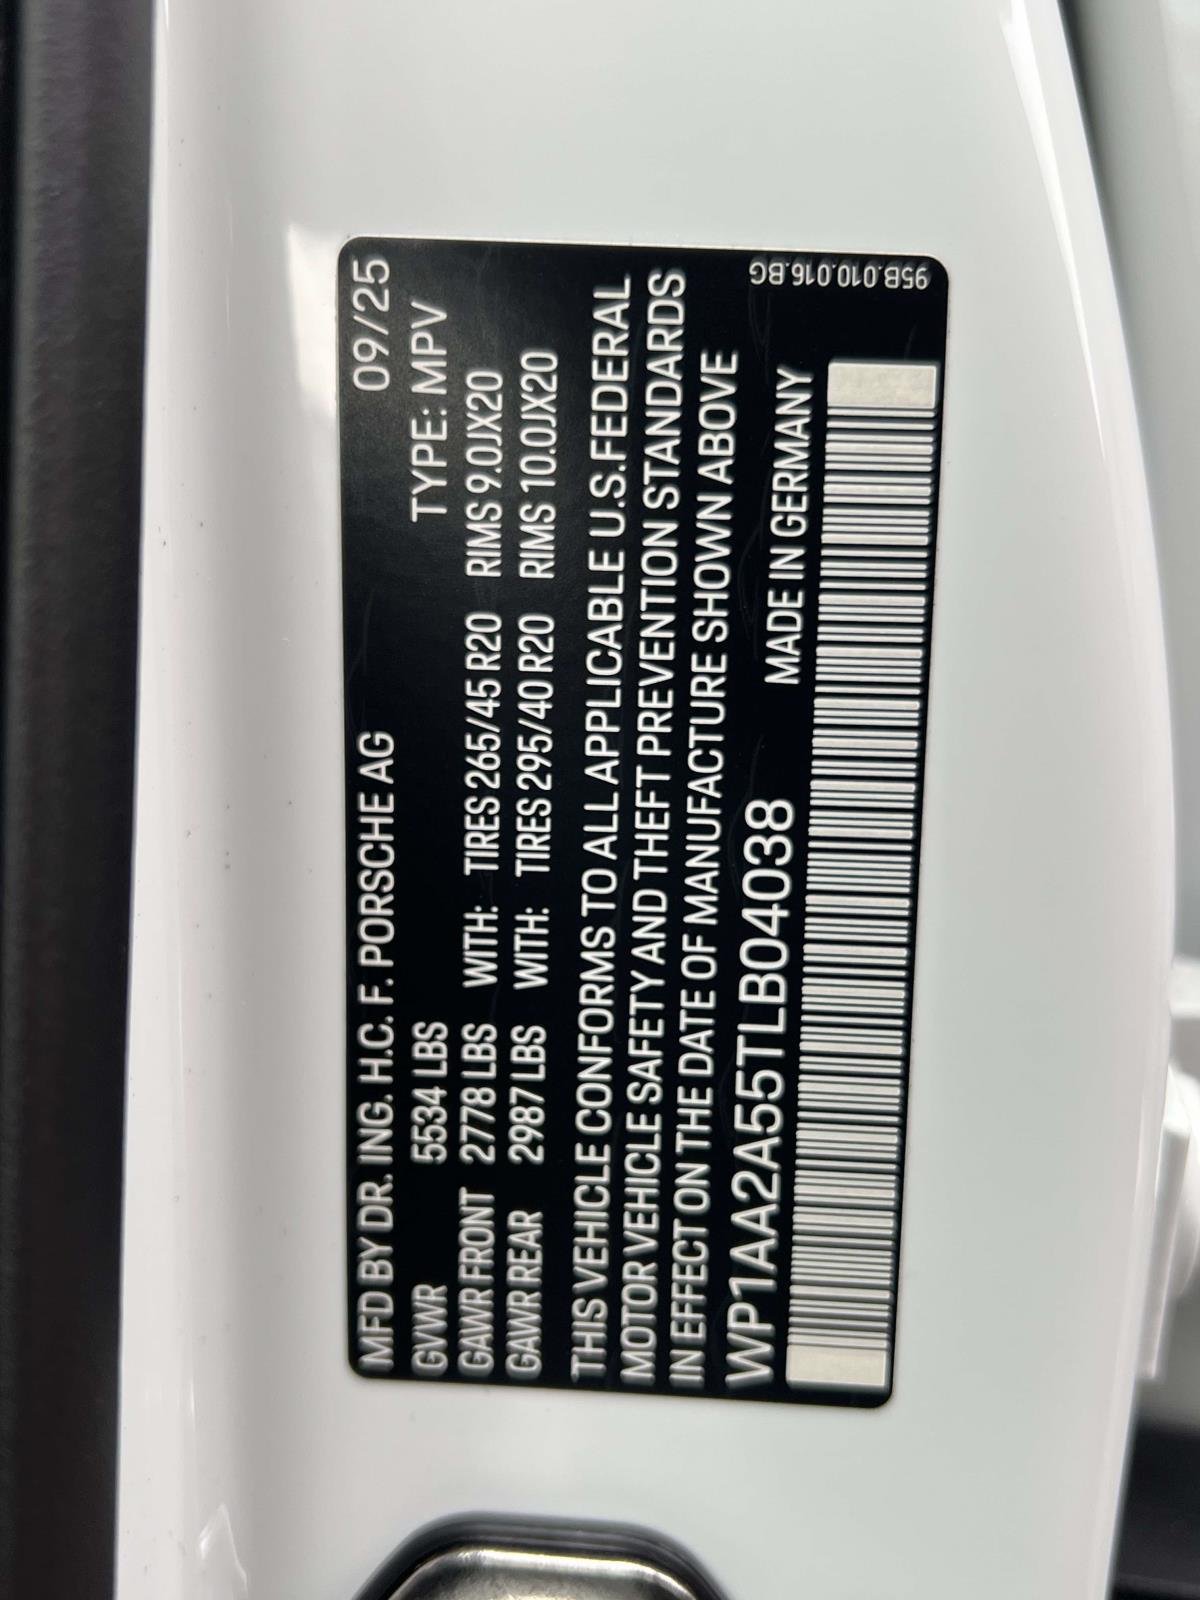 MFD BY DR. ING. H.C. F. PORSCHE AG 09/25
GVWR 5534 LBS TYPE: MPV
GAWR FRONT 2778 LBS WITH: TIRES 265/45 R20 RIMS 9.0JX20
GAWR REAR 2987 LBS WITH: TIRES 295/40 R20 RIMS 10.0JX20
THIS VEHICLE CONFORMS TO ALL APPLICABLE U.S.FEDERAL
MOTOR VEHICLE SAFETY AND THEFT PREVENTION STANDARDS
IN EFFECT ON THE DATE OF MANUFACTURE SHOWN ABOVE
WP1AA2A55TLB04038 MADE IN GERMANY
95B.010.016.BG